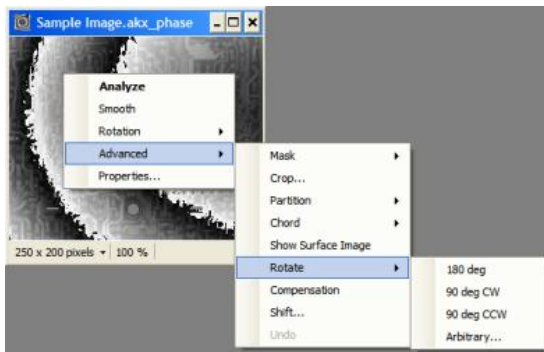 Sample Image.akx_phase
Analyze
Smooth
Rotation
Advanced
Properties...
250 x 200 pixels
100 %
Mask
Crop...
Partition
Chord
Show Surface Image
Rotate
Compensation
Shift...
Undo
180 deg
90 deg CW
90 deg CCW
Arbitrary...